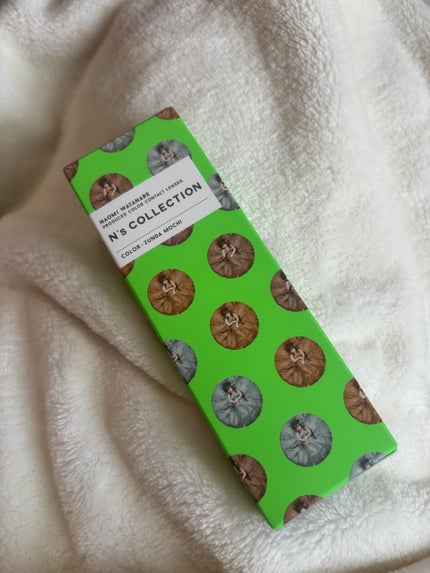 NAOMI WATANABE
PRODUCED COLOR CONTACT LENSES.
N's COLLECTION
COLOR : ZUNDA MOCHI